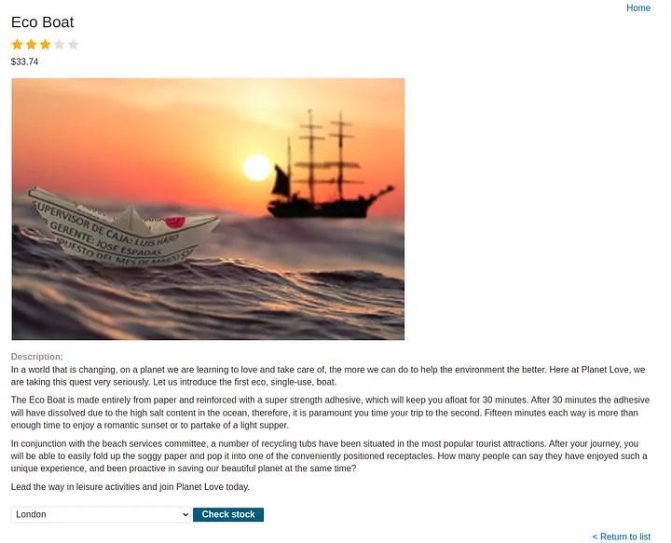 Home
Eco Boat
$33.74
SUPERVISOR DE CAJA: LUIS HARO
GERENTE: JOSE ESPADAS
PUESTO DEL MES DE
Description:
In a world that is changing, on a planet we are learning to love and take care of, the more we can do to help the environment the better. Here at Planet Love, we
are taking this quest very seriously. Let us introduce the first eco, single-use, boat.
The Eco Boat is made entirely from paper and reinforced with a super strength adhesive, which will keep you afloat for 30 minutes. After 30 minutes the adhesive
will have dissolved due to the high salt content in the ocean, therefore, it is paramount you time your trip to the second. Fifteen minutes each way is more than
enough time to enjoy a romantic sunset or to partake of a light supper.
In conjunction with the beach services committee, a number of recycling tubs have been situated in the most popular tourist attractions. After your journey, you
will be able to easily fold up the soggy paper and pop it into one of the conveniently positioned receptacles. How many people can say they have enjoyed such a
unique experience, and been proactive in saving our beautiful planet at the same time?
Lead the way in leisure activities and join Planet Love today.
London
Check stock
< Return to list